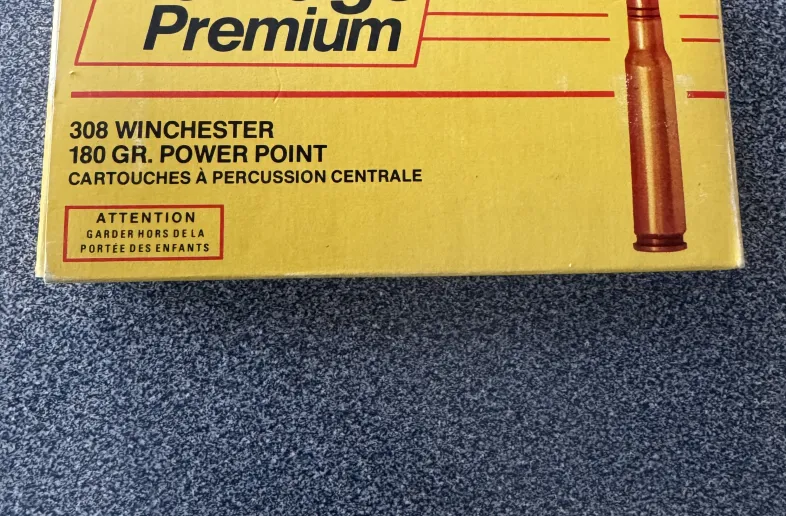 Premium
308 WINCHESTER
180 GR. POWER POINT
CARTOUCHES À PERCUSSION CENTRALE
ATTENTION
GARDER HORS DE LA
PORTÉE DES ENFANTS